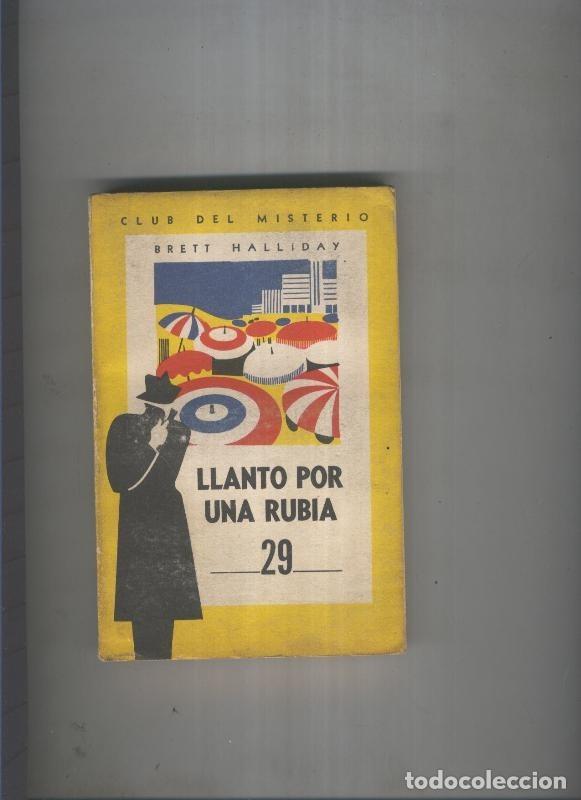 CLUB DEL MISTERIO
BRETT HALLIDAY
LLANTO POR
UNA RUBIA
29
todocoleccion